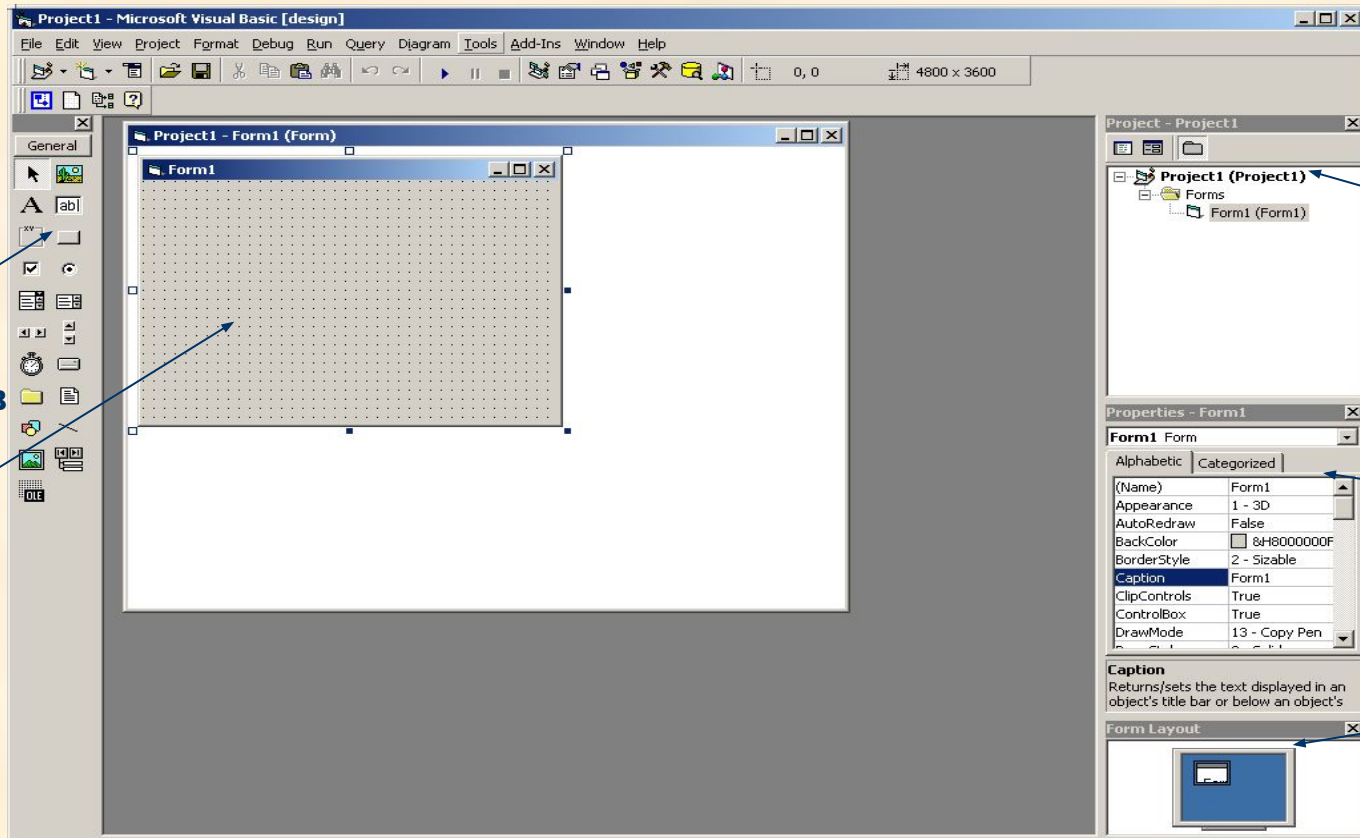 Project1 - Microsoft Visual Basic [design]
File Edit View Project Format Debug Run Query Diagram Tools Add-Ins Window Help
0, 0 4800 x 3600
General
A ab
XY
OLE
Project1 - Form1 (Form)
Form1
Project - Project1
Project1 (Project1)
Forms
Form1 (Form1)
Properties - Form1
Form1 Form
Alphabetic Categorized
(Name) Form1
Appearance 1 - 3D
AutoRedraw False
BackColor &H8000000F
BorderStyle 2 - Sizable
Caption Form1
ClipControls True
ControlBox True
DrawMode 13 - Copy Pen
Caption
Returns/sets the text displayed in an
object's title bar or below an object's
Form Layout